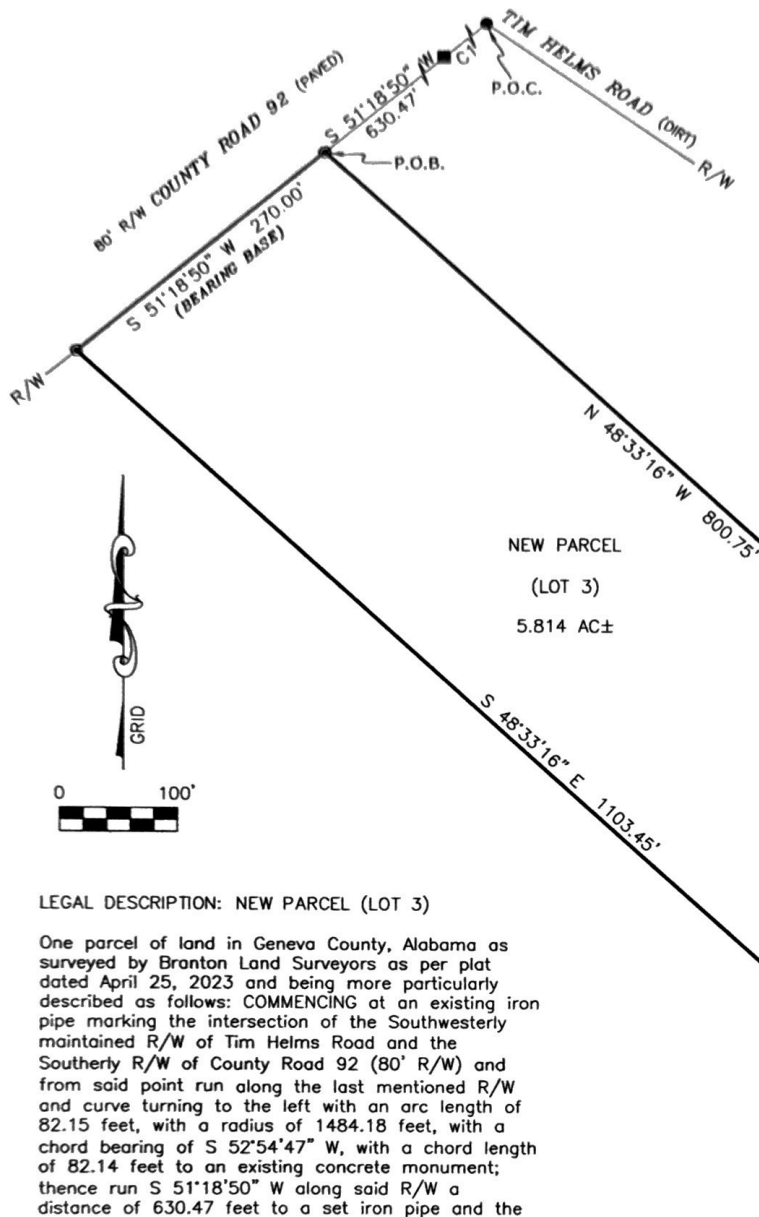 TIM HELMS ROAD (DIRT)
R/W
P.O.C.
C1
S 51°18'50" W
630.47'
P.O.B.
80' R/W COUNTY ROAD 92 (PAVED)
S 51°18'50" W 270.00'
(BEARING BASE)
R/W
N 48°33'16" W 800.75'
NEW PARCEL
(LOT 3)
5.814 AC±
S 48°33'16" E 1103.45'
GRID
0 100'
LEGAL DESCRIPTION: NEW PARCEL (LOT 3)
One parcel of land in Geneva County, Alabama as
surveyed by Branton Land Surveyors as per plat
dated April 25, 2023 and being more particularly
described as follows: COMMENCING at an existing iron
pipe marking the intersection of the Southwesterly
maintained R/W of Tim Helms Road and the
Southerly R/W of County Road 92 (80' R/W) and
from said point run along the last mentioned R/W
and curve turning to the left with an arc length of
82.15 feet, with a radius of 1484.18 feet, with a
chord bearing of S 52°54'47" W, with a chord length
of 82.14 feet to an existing concrete monument;
thence run S 51°18'50" W along said R/W a
distance of 630.47 feet to a set iron pipe and the